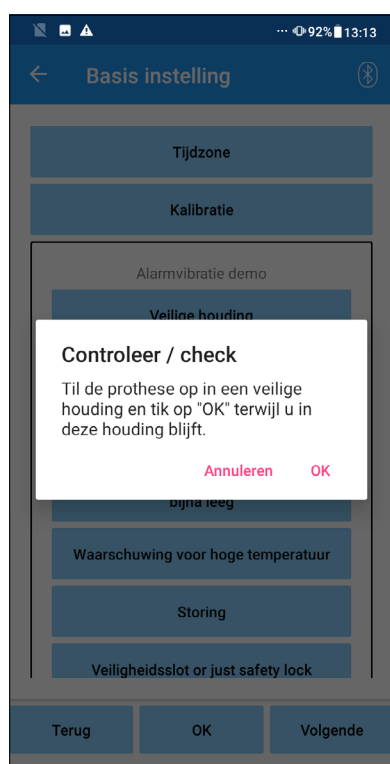 92% 13:13
Basis instelling
Tijdzone
Kalibratie
Alarmvibratie demo
Veilige houding
Controleer / check
Til de prothese op in een veilige
houding en tik op "OK" terwijl u in
deze houding blijft.
Annuleren OK
bijna leeg
Waarschuwing voor hoge temperatuur
Storing
Veiligheidsslot or just safety lock
Terug OK Volgende